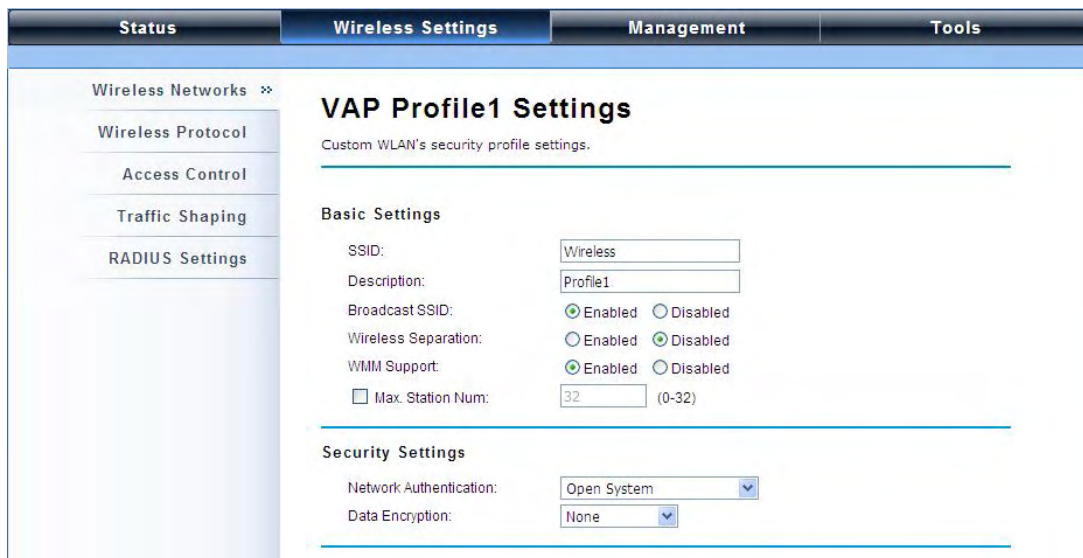 Status Wireless Settings Management Tools
Wireless Networks »
Wireless Protocol
Access Control
Traffic Shaping
RADIUS Settings
VAP Profile1 Settings
Custom WLAN's security profile settings.
Basic Settings
SSID: Wireless
Description: Profile1
Broadcast SSID: Enabled Disabled
Wireless Separation: Enabled Disabled
WMM Support: Enabled Disabled
Max. Station Num: 32 (0-32)
Security Settings
Network Authentication: Open System
Data Encryption: None